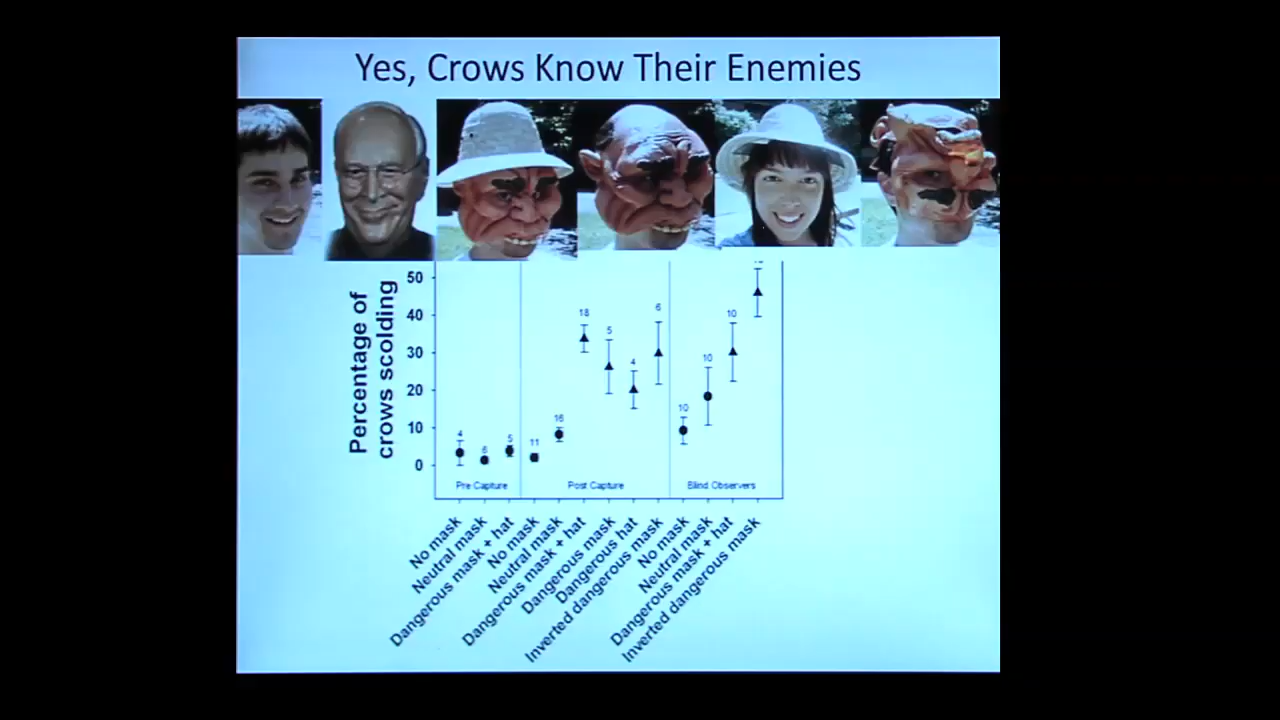 Yes, Crows Know Their Enemies
Percentage of
crows scolding
50
40
30
20
10
0
4
6
5
11
16
18
5
4
6
10
10
10
Pre Capture
Post Capture
Blind Observers
No mask
Neutral mask
Dangerous mask + hat
No mask
Neutral mask
Dangerous mask + hat
Dangerous mask
Dangerous hat
Inverted dangerous mask
No mask
Neutral mask
Dangerous mask + hat
Inverted dangerous mask